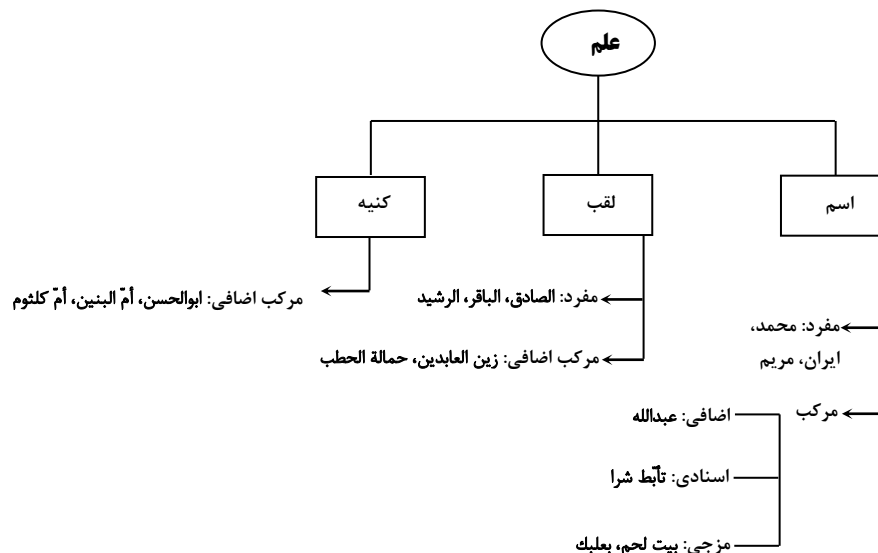 علم
اسم
لقب
کنیه
مفرد: محمد،
ایران، مریم
مرکب
اضافی: عبدالله
اسنادی: تأبّط شرا
مزجی: بیت لحم، بعلبك
مفرد: الصادق، الباقر، الرشید
مرکب اضافی: زین العابدین، حمالة الحطب
مرکب اضافی: ابوالحسن، أمّ البنین، أمّ کلثوم